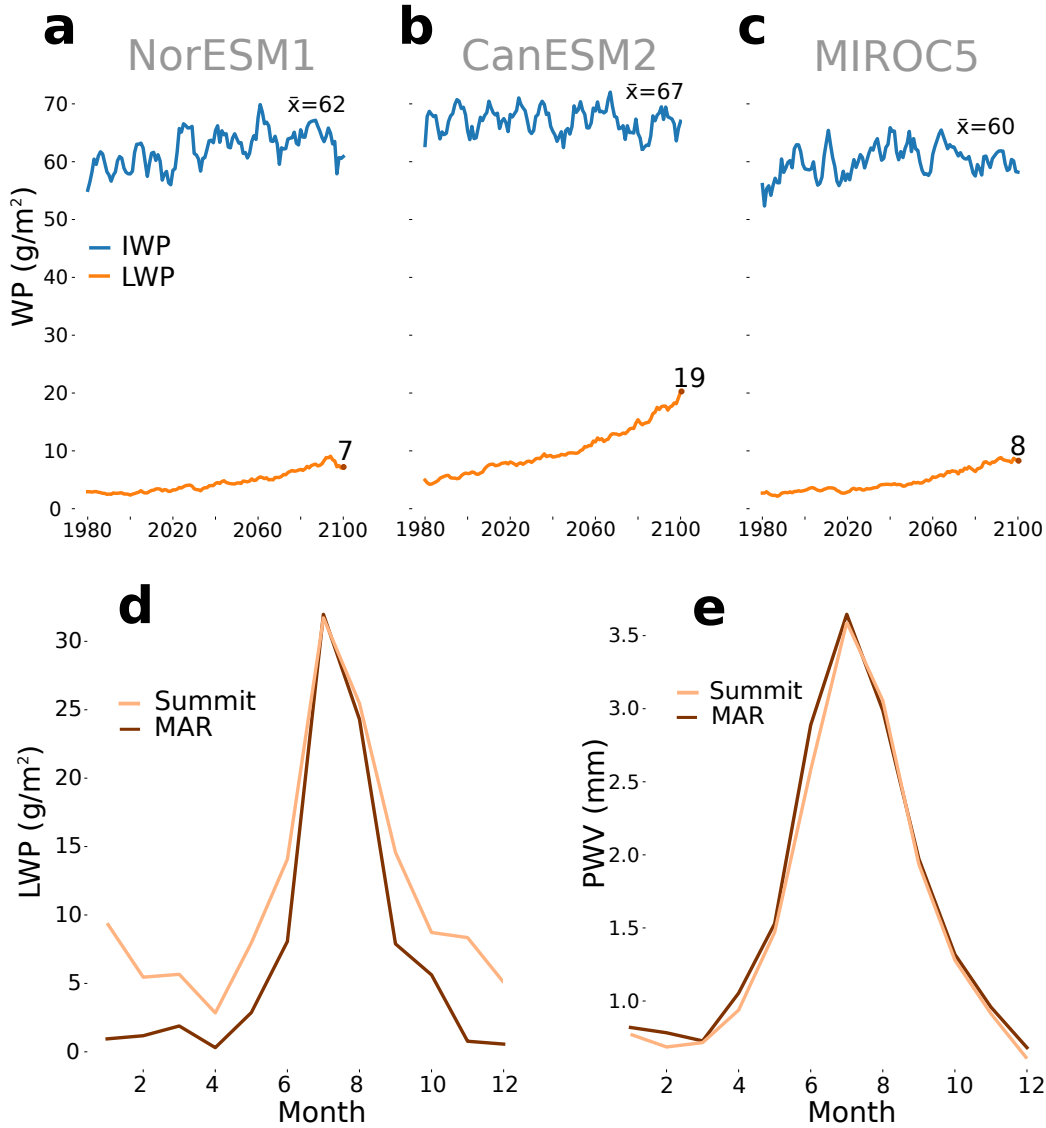 a
b
c
NorESM1
CanESM2
MIROC5
WP (g/m²)
70
60
50
40
30
20
10
0
x̄=62
x̄=67
x̄=60
IWP
LWP
7
19
8
1980 2020 2060 2100
1980 2020 2060 2100
1980 2020 2060 2100
d
LWP (g/m²)
30
25
20
15
10
5
0
Summit
MAR
2 4 6 8 10 12
Month
e
PWV (mm)
3.5
3.0
2.5
2.0
1.5
1.0
Summit
MAR
2 4 6 8 10 12
Month